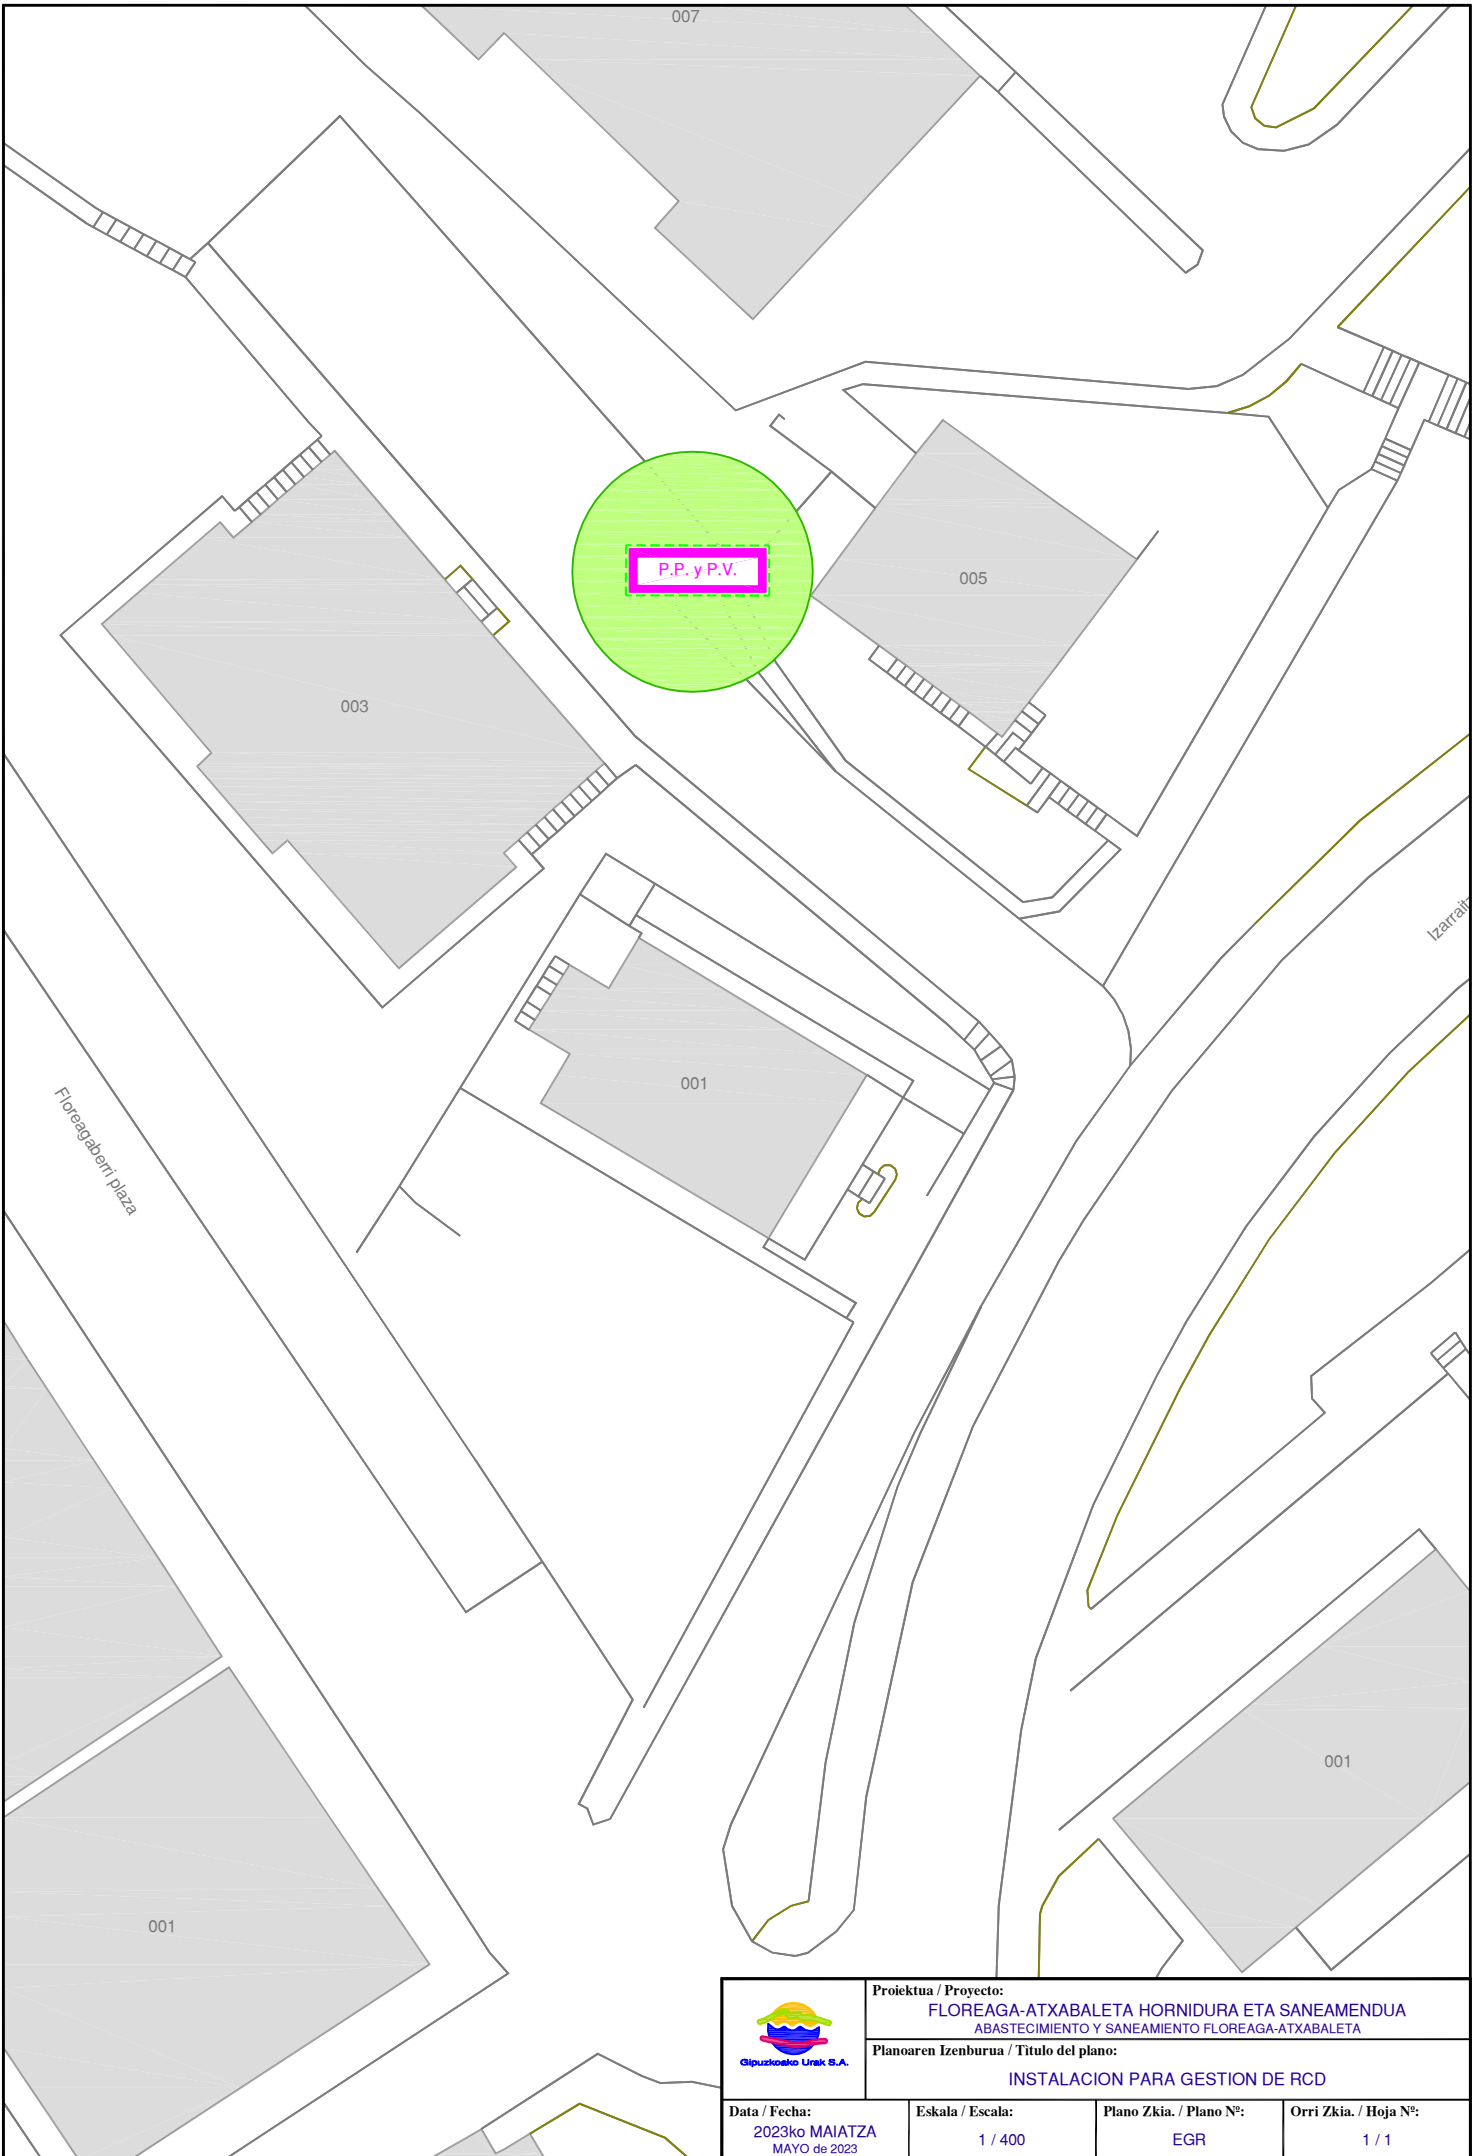 007
P.P. y P.V.
005
003
Floreagaberri plaza
001
001
001
Gipuzkoako Urak S.A.
Proiektua / Proyecto:
FLOREAGA-ATXABALETA HORNIDURA ETA SANEAMENDUA
ABASTECIMIENTO Y SANEAMIENTO FLOREAGA-ATXABALETA
Planoaren Izenburua / Titulo del plano:
INSTALACION PARA GESTION DE RCD
Data / Fecha:
2023ko MAIATZA
MAYO de 2023
Eskala / Escala:
1 / 400
Plano Zkia. / Plano Nº:
EGR
Orri Zkia. / Hoja Nº:
1 / 1